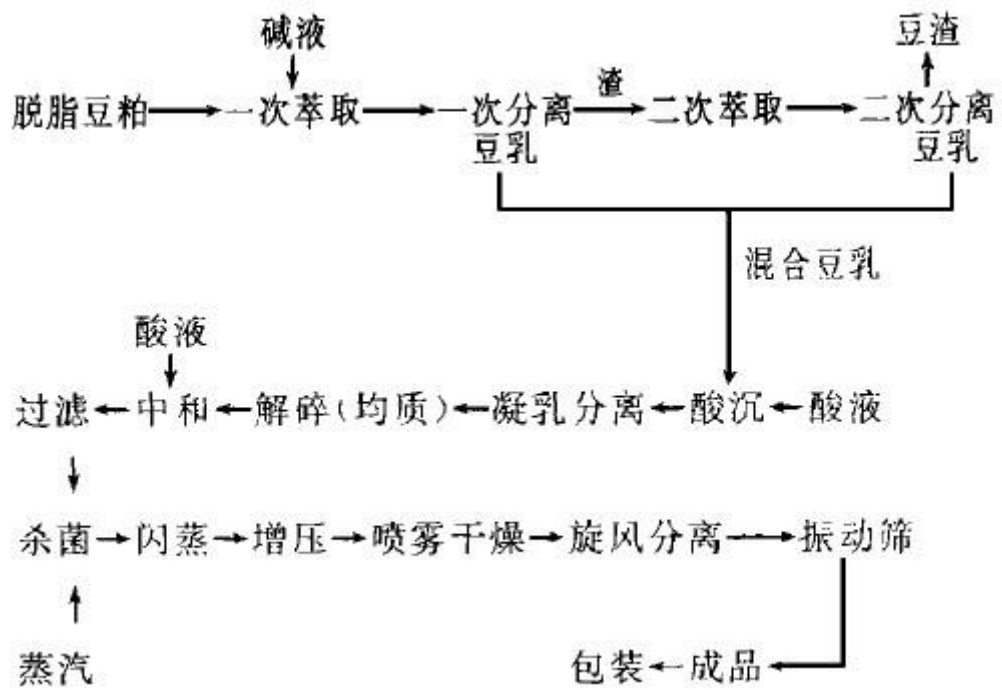 碱液
豆渣
脱脂豆粕 一次萃取 一次分离 渣 二次萃取 二次分离
豆乳 豆乳
混合豆乳
酸液
过滤 中和 解碎(均质) 凝乳分离 酸沉 酸液
杀菌 闪蒸 增压 喷雾干燥 旋风分离 振动筛
蒸汽
包装 成品